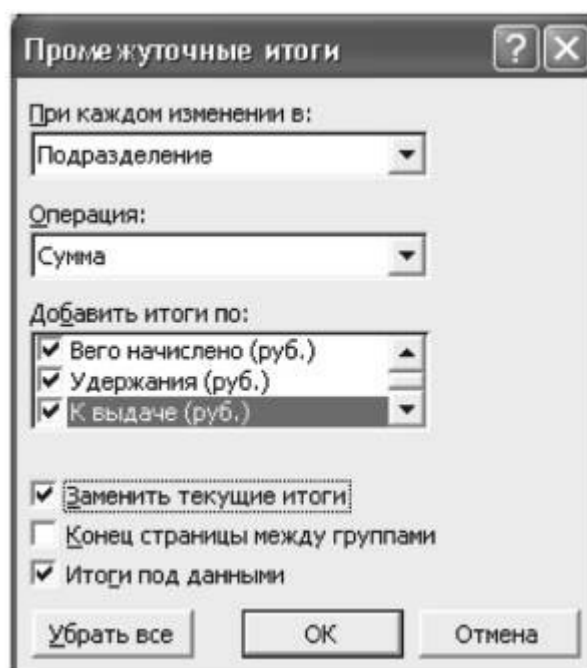 Промежуточные итоги
При каждом изменении в:
Подразделение
Операция:
Сумма
Добавить итоги по:
Вего начислено (руб.)
Удержания (руб.)
К выдаче (руб.)
Заменить текущие итоги
Конец страницы между группами
Итоги под данными
Убрать все
ОК
Отмена